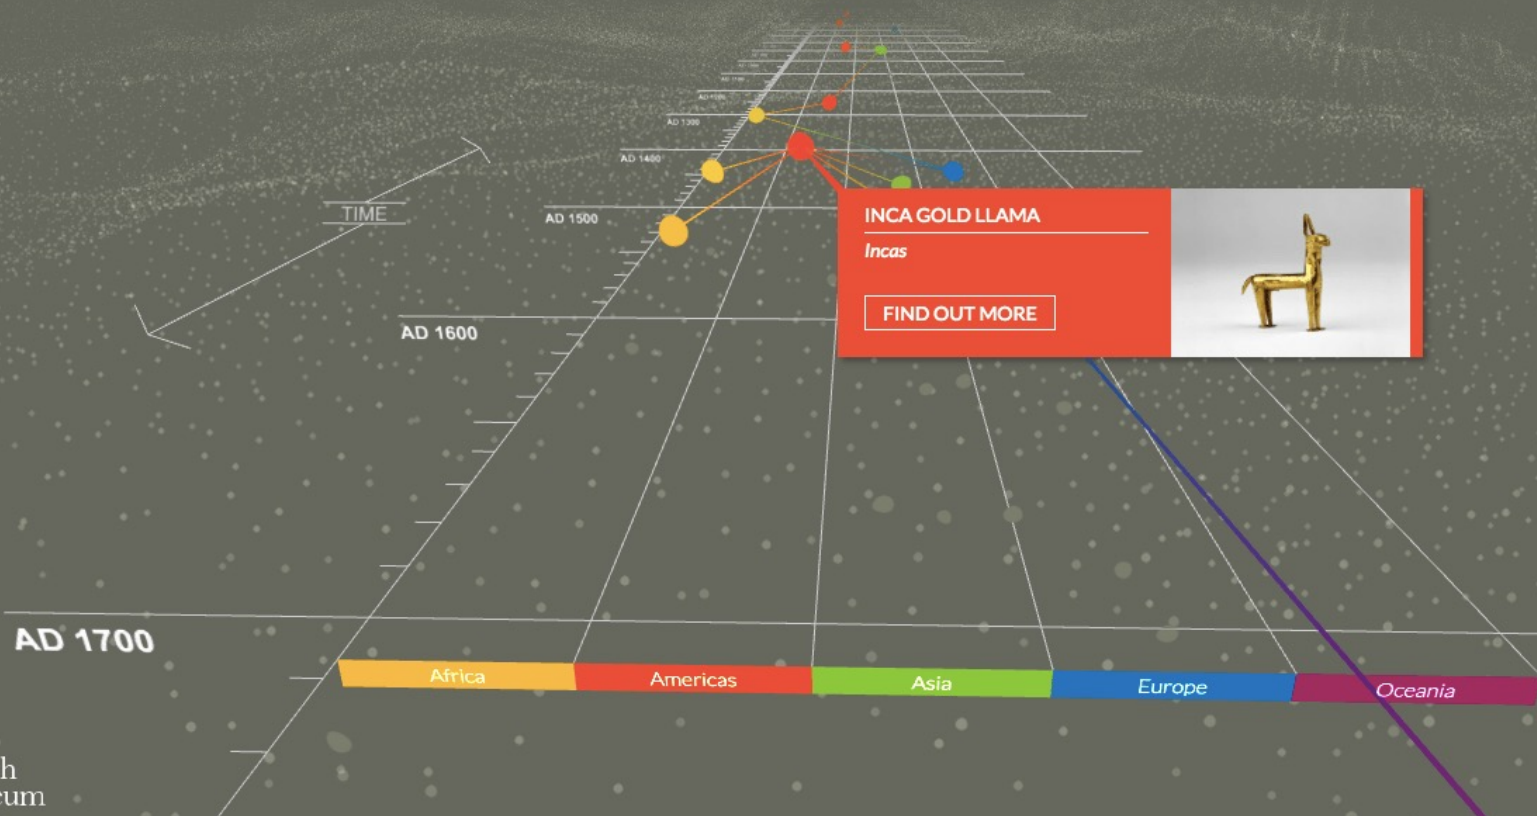 AD 1300
AD 1400
TIME
AD 1500
AD 1600
INCA GOLD LLAMA
Incas
FIND OUT MORE
AD 1700
Africa
Americas
Asia
Europe
Oceania